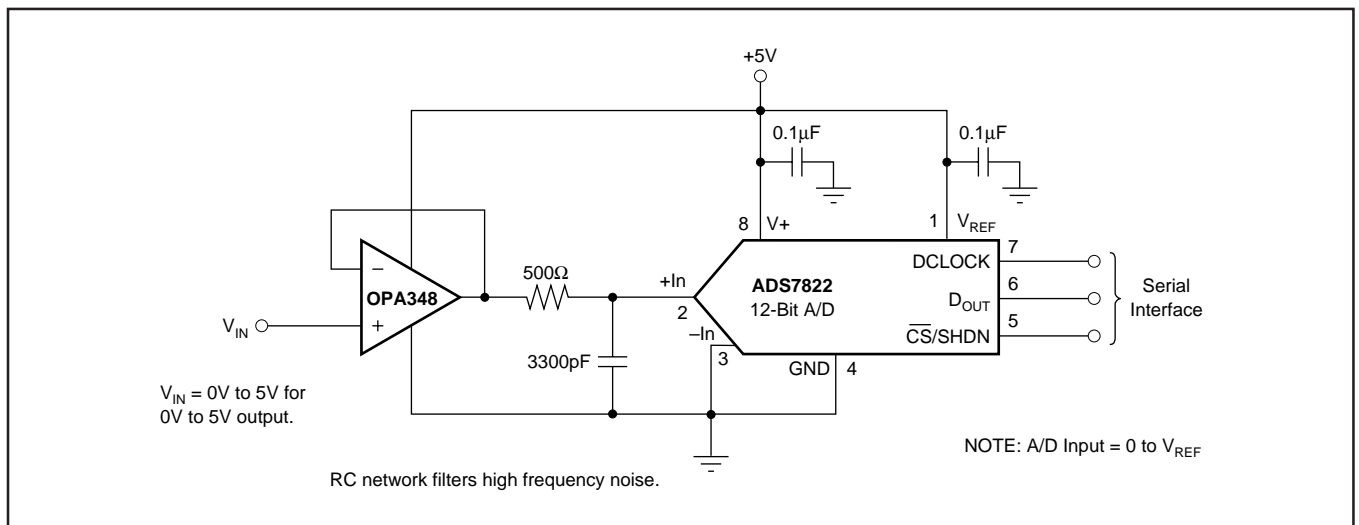 +5V
0.1μF
0.1μF
8
V+
1
VREF
7
DCLOCK
500Ω
+In
ADS7822
6
OPA348
12-Bit A/D
DOUT
Serial
Interface
2
5
VIN
–In
CS/SHDN
3
3300pF
GND
4
VIN = 0V to 5V for
0V to 5V output.
NOTE: A/D Input = 0 to VREF
RC network filters high frequency noise.
–
+